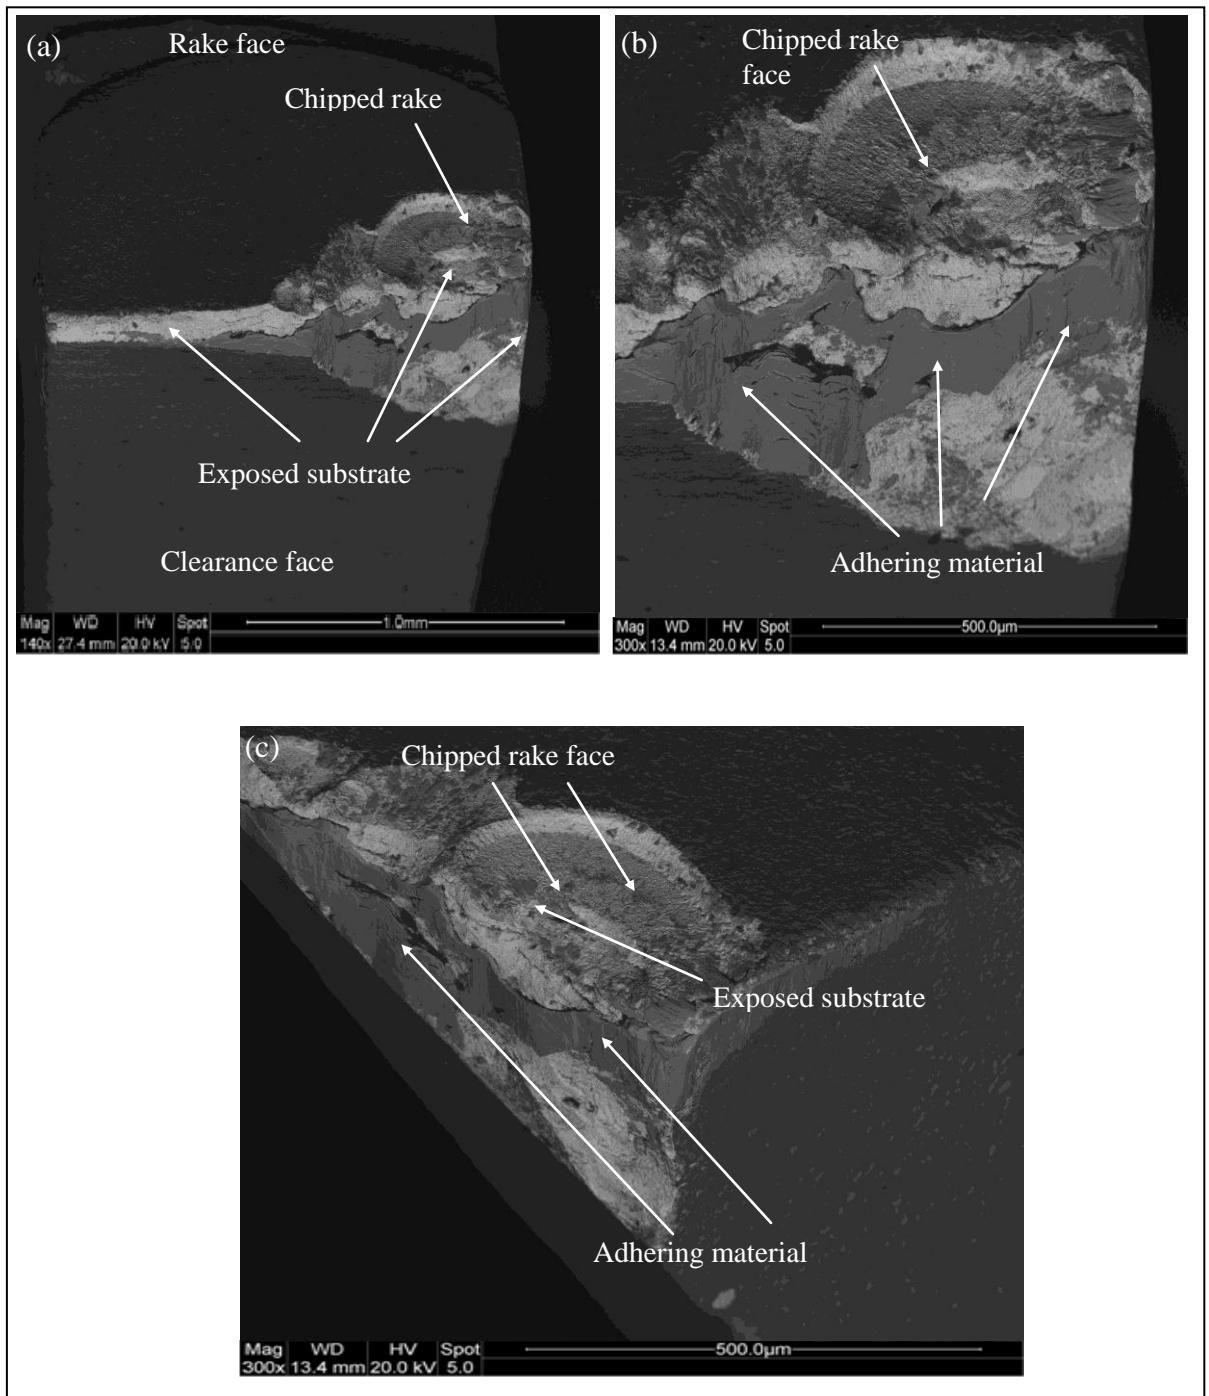 (a)
Rake face
Chipped rake
Exposed substrate
Clearance face
Mag WD HV Spot
140x 27.4 mm 20.0 kV 5.0
1.0mm
(b)
Chipped rake
face
Adhering material
Mag WD HV Spot
300x 13.4 mm 20.0 kV 5.0
500.0µm
(c)
Chipped rake face
Exposed substrate
Adhering material
Mag WD HV Spot
300x 13.4 mm 20.0 kV 5.0
500.0µm